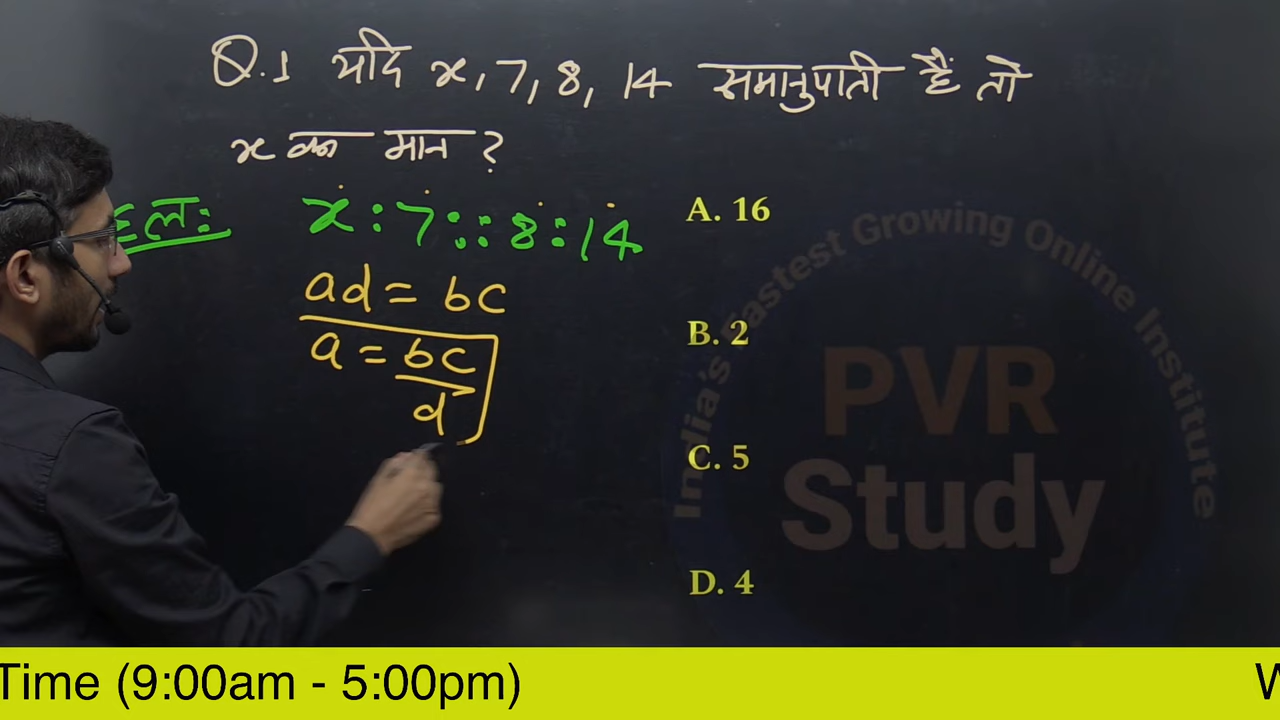 Q.1 यदि x, 7, 8, 14 समानुपाती हैं तो
x का मान ?
हल:
x : 7 :: 8 : 14
ad = bc
a = bc/d
A. 16
B. 2
C. 5
D. 4
India's Fastest Growing Online Institute
PVR
Study
Time (9:00am - 5:00pm)
W